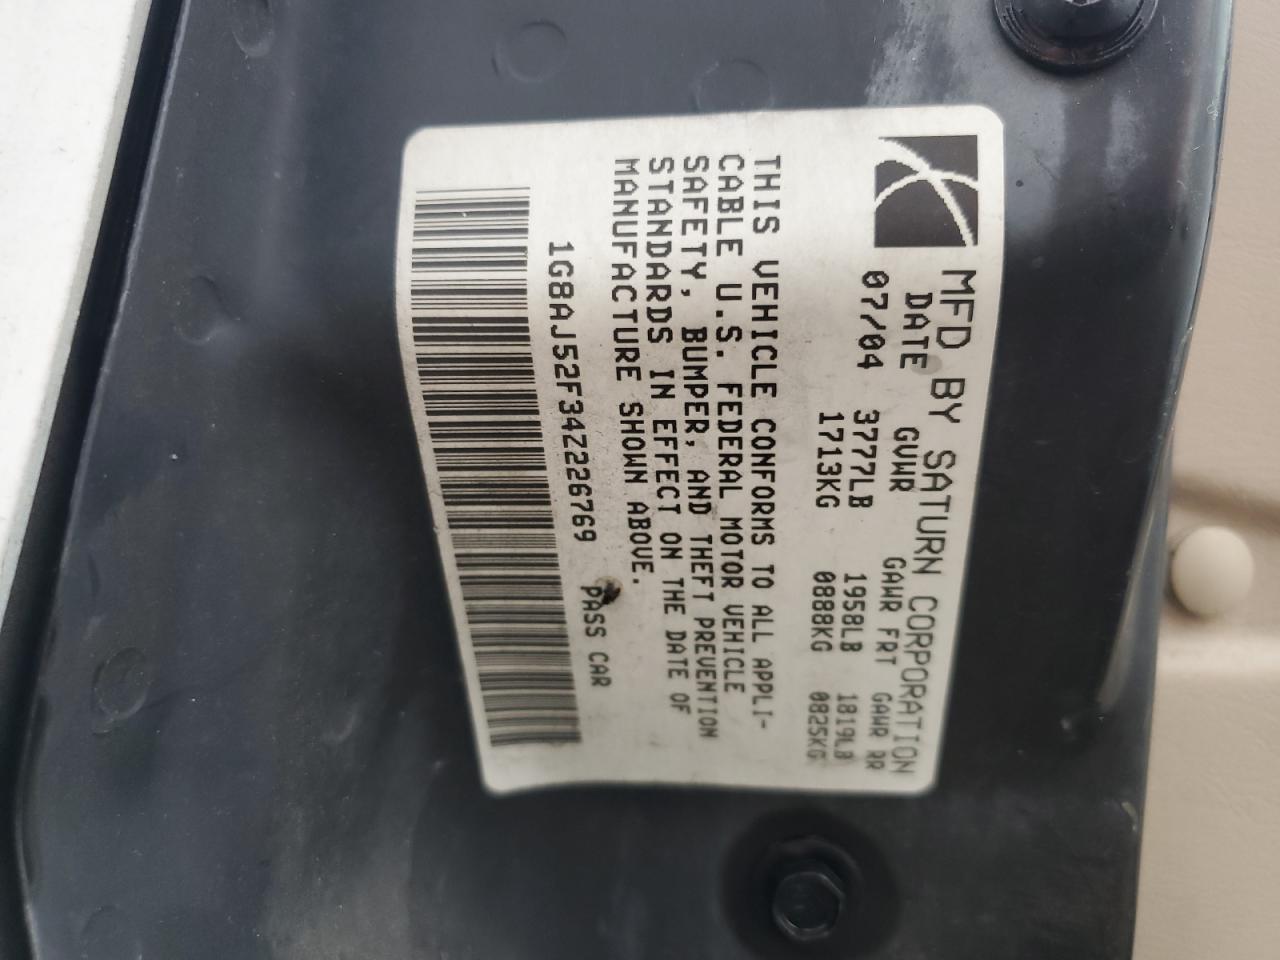 MFD BY SATURN CORPORATION
DATE GVWR GAWR FRT GAWR RR
07/04 3777LB 1958LB 1819LB
1713KG 0888KG 0825KG
THIS VEHICLE CONFORMS TO ALL APPLI-
CABLE U.S. FEDERAL MOTOR VEHICLE
SAFETY, BUMPER, AND THEFT PREVENTION
STANDARDS IN EFFECT ON THE DATE OF
MANUFACTURE SHOWN ABOVE.
1G8AJ52F34Z226769 PASS CAR